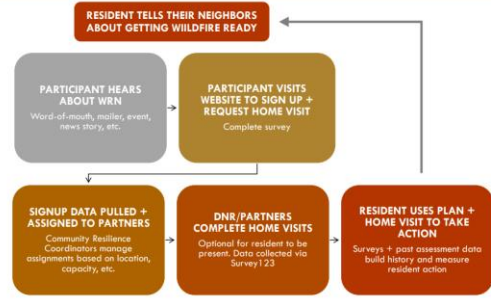 RESIDENT TELLS THEIR NEIGHBORS
ABOUT GETTING WIILDFIRE READY
PARTICIPANT HEARS
ABOUT WRN
Word-of-mouth, mailer, event,
news story, etc.
PARTICIPANT VISITS
WEBSITE TO SIGN UP +
REQUEST HOME VISIT
Complete survey
SIGNUP DATA PULLED +
ASSIGNED TO PARTNERS
Community Resilience
Coordinators manage
assignments based on location,
capacity, etc.
DNR/PARTNERS
COMPLETE HOME VISITS
Optional for resident to be
present. Data collected via
Survey123
RESIDENT USES PLAN +
HOME VISIT TO TAKE
ACTION
Surveys + past assessment data
build history and measure
resident action